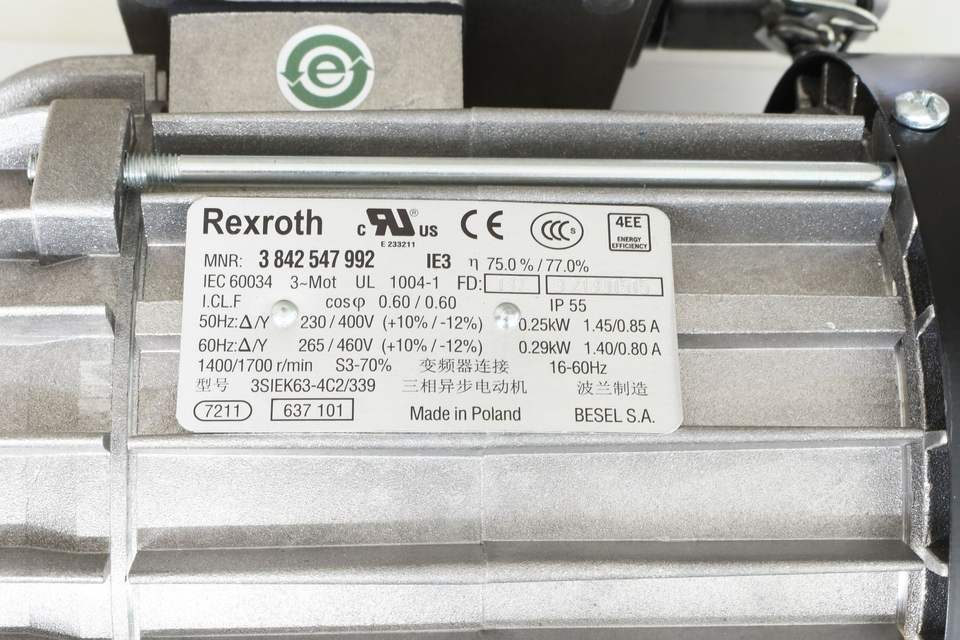 e
Rexroth
c RU ® US
E 233211
CE
CCC S
4EE
ENERGY
EFFICIENCY
MNR: 3 842 547 992 IE3 η 75.0 % / 77.0%
IEC 60034 3~Mot UL 1004-1 FD:
I.CL.F cosφ 0.60 / 0.60 IP 55
50Hz:Δ/Y 230 / 400V (+10% / -12%) 0.25kW 1.45/0.85 A
60Hz:Δ/Y 265 / 460V (+10% / -12%) 0.29kW 1.40/0.80 A
1400/1700 r/min S3-70% 变频器连接 16-60Hz
型号 3SIEK63-4C2/339 三相异步电动机 波兰制造
7211 637 101 Made in Poland BESEL S.A.